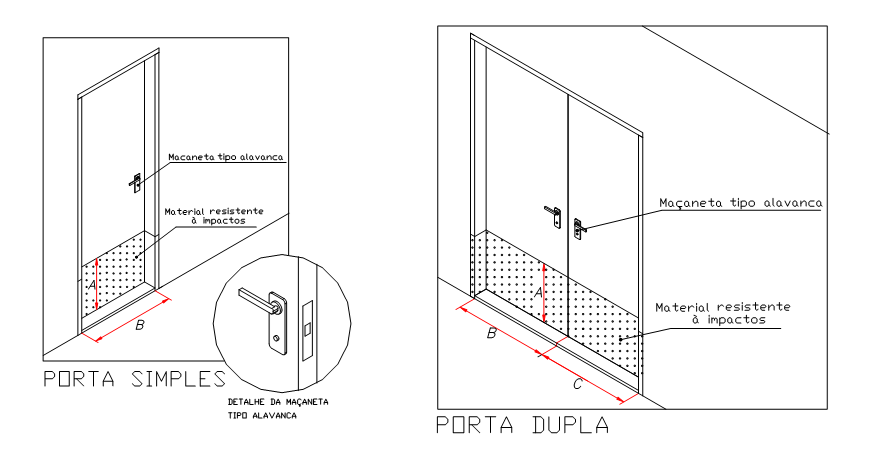 Macaneta tipo alavanca
Material resistente
à impactos
A
B
PORTA SIMPLES
DETALHE DA MAÇANETA
TIPO ALAVANCA
Maçaneta tipo alavanca
A
Material resistente
à impactos
B
C
PORTA DUPLA